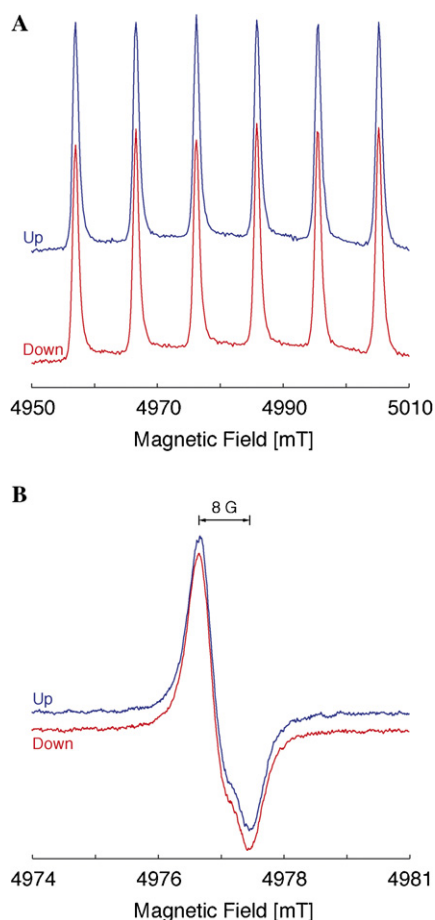 A
Up
Down
4950 4970 4990 5010
Magnetic Field [mT]
B
8 G
Up
Down
4974 4976 4978 4981
Magnetic Field [mT]